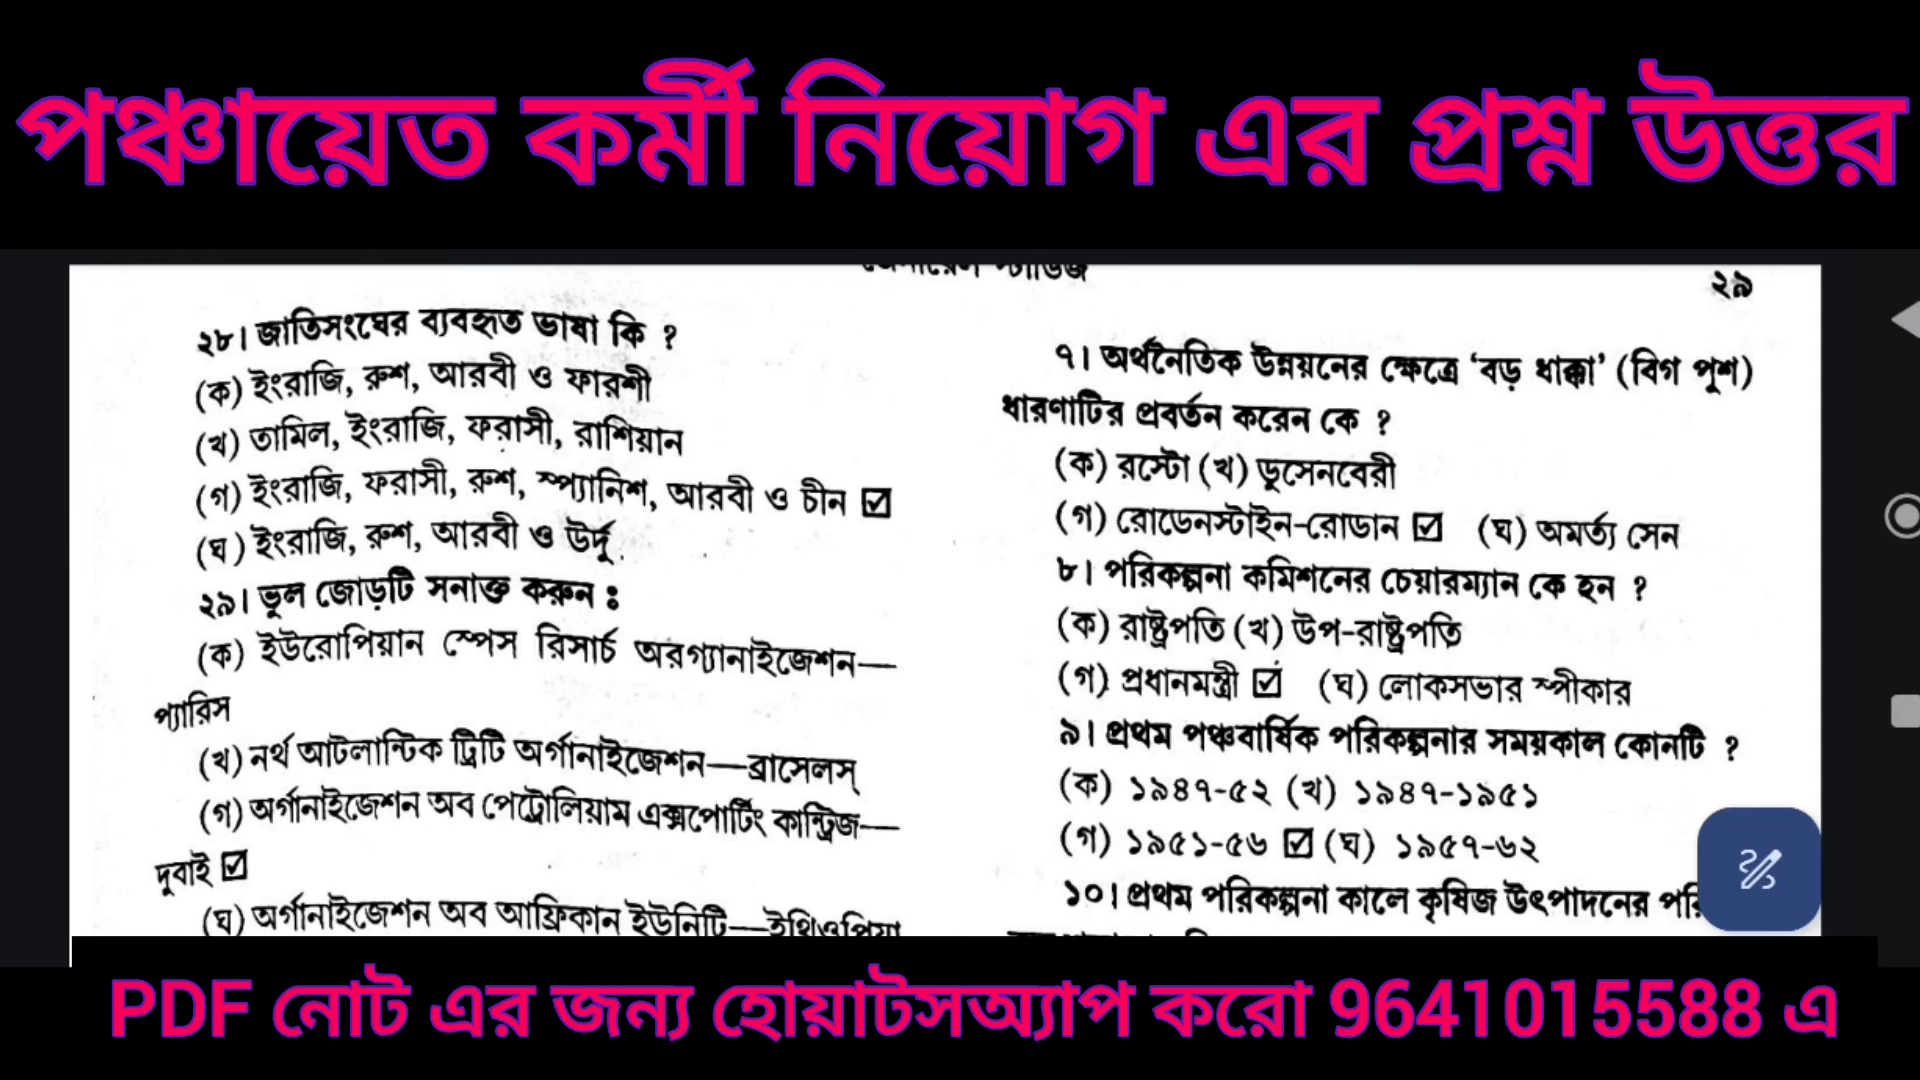 পঞ্চায়েত কর্মী নিয়োগ এর প্রশ্ন উত্তর
২৯
২৮। জাতিসংঘের ব্যবহৃত ভাষা কি ?
(ক) ইংরাজি, রুশ, আরবী ও ফারশী
(খ) তামিল, ইংরাজি, ফরাসী, রাশিয়ান
(গ) ইংরাজি, ফরাসী, রুশ, স্প্যানিশ, আরবী ও চীন ☑
(ঘ) ইংরাজি, রুশ, আরবী ও উর্দু
২৯। ভুল জোড়টি সনাক্ত করুন ঃ
(ক) ইউরোপিয়ান স্পেস রিসার্চ অরগ্যানাইজেশন—
প্যারিস
(খ) নর্থ আটলান্টিক ট্রিটি অর্গানাইজেশন—ব্রাসেলস্
(গ) অর্গানাইজেশন অব পেট্রোলিয়াম এক্সপোর্টিং কান্ট্রিজ—
দুবাই ☑
(ঘ) অর্গানাইজেশন অব আফ্রিকান ইউনিটি—ইথিওপিয়া
৭। অর্থনৈতিক উন্নয়নের ক্ষেত্রে ‘বড় ধাক্কা’ (বিগ পুশ)
ধারণাটির প্রবর্তন করেন কে ?
(ক) রস্টো (খ) ডুসেনবেরী
(গ) রোডেনস্টাইন-রোডান ☑ (ঘ) অমর্ত্য সেন
৮। পরিকল্পনা কমিশনের চেয়ারম্যান কে হন ?
(ক) রাষ্ট্রপতি (খ) উপ-রাষ্ট্রপতি
(গ) প্রধানমন্ত্রী ☑ (ঘ) লোকসভার স্পীকার
৯। প্রথম পঞ্চবার্ষিক পরিকল্পনার সময়কাল কোনটি ?
(ক) ১৯৪৭-৫২ (খ) ১৯৪৭-১৯৫১
(গ) ১৯৫১-৫৬ ☑ (ঘ) ১৯৫৭-৬২
১০। প্রথম পরিকল্পনা কালে কৃষিজ উৎপাদনের
PDF নোট এর জন্য হোয়াটসঅ্যাপ করো 9641015588 এ